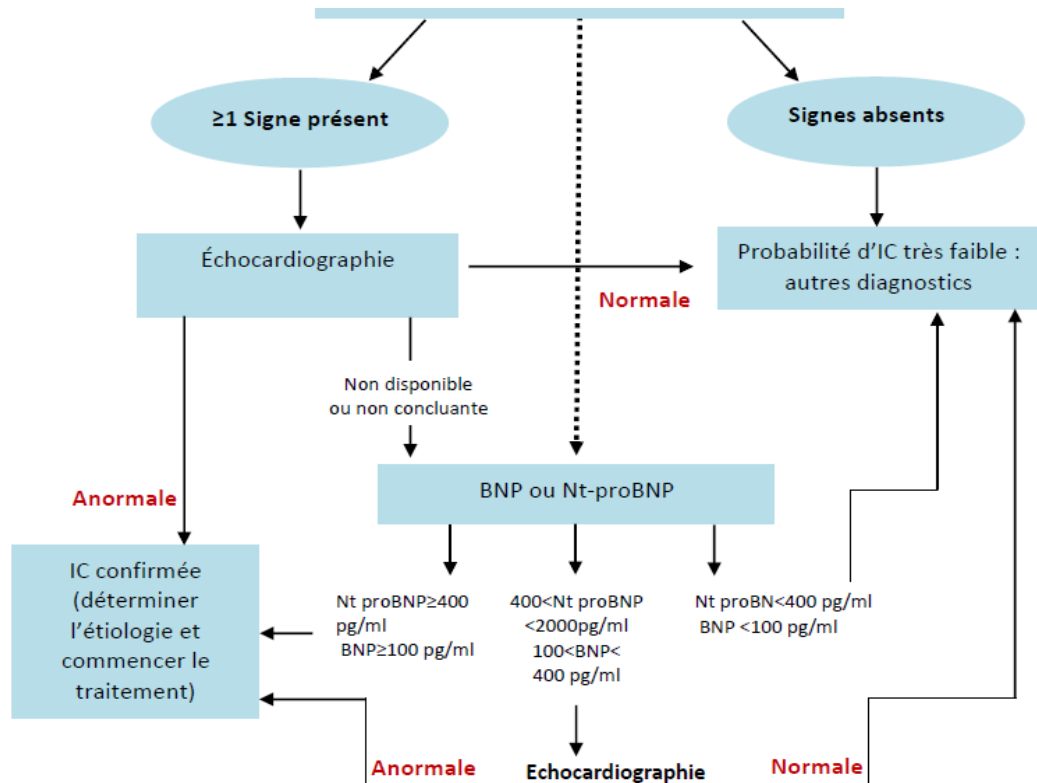 ≥1 Signe présent
Signes absents
Échocardiographie
Probabilité d'IC très faible :
autres diagnostics
Normale
Non disponible
ou non concluante
BNP ou Nt-proBNP
Anormale
IC confirmée
(déterminer
l'étiologie et
commencer le
traitement)
Nt proBNP≥400
pg/ml
BNP≥100 pg/ml
400<Nt proBNP
<2000pg/ml
100<BNP<
400 pg/ml
Nt proBN<400 pg/ml
BNP <100 pg/ml
Anormale
Echocardiographie
Normale